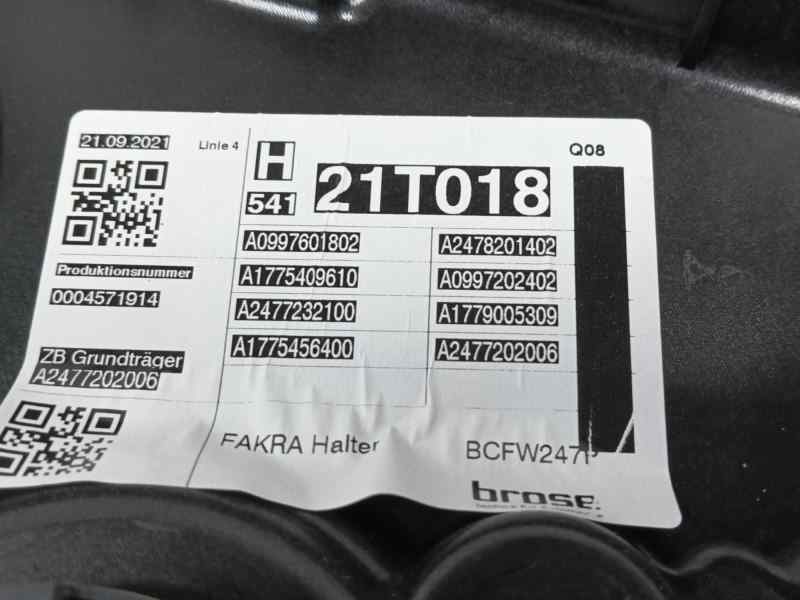 21.09.2021
Linie 4
H
541
21T018
Q08
Produktionsnummer
0004571914
A0997601802 A2478201402
A1775409610 A0997202402
A2477232100 A1779005309
A1775456400 A2477202006
ZB Grundträger
A2477202006
FAKRA Halter
BCFW247P
brose